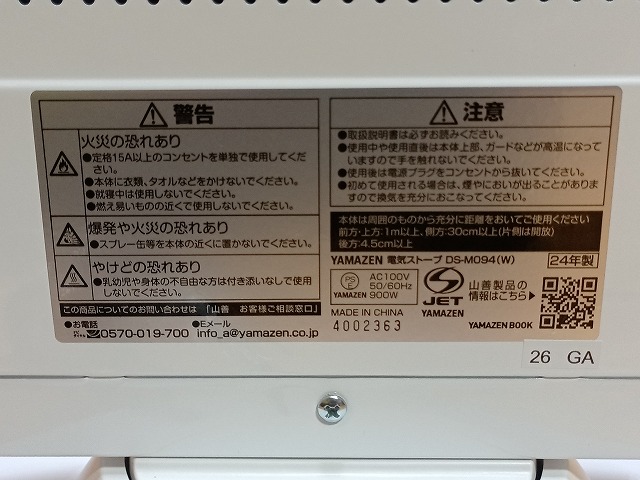 警告
火災の恐れあり
●定格15A以上のコンセントを単独で使用してくだ
さい。
●本体に衣類、タオルなどをかけないでください。
●就寝中は使用しないでください。
●燃え易いものの近くで使用しないでください。
爆発や火災の恐れあり
●スプレー缶等を本体の近くに置かないでください。
やけどの恐れあり
●乳幼児や身体の不自由な方は付き添いなしで使用
しないでください。
この商品についてのお問い合わせは 「山善 お客様ご相談窓口」
●お電話
0570-019-700
●Eメール
info_a@yamazen.co.jp
注意
●取扱説明書は必ずお読みください。
●使用中や使用直後は本体上部、ガードなどが高温になって
いますので手を触れないでください。
●使用後は電源プラグをコンセントから抜いてください。
●初めて使用される場合は、煙やにおいが出ることがありま
すので換気を充分におこなってください。
本体は周囲のものから充分に距離をおいてご使用ください
前方・上方:1m以上、側方:30cm以上(片側は開放)
後方:4.5cm以上
YAMAZEN 電気ストーブ DS-M094(W)
24年製
PS
YAMAZEN
AC100V
50/60Hz
900W
MADE IN CHINA
4002363
S
JET
YAMAZEN
山善製品の
情報はこちら
YAMAZEN BOOK
26 GA